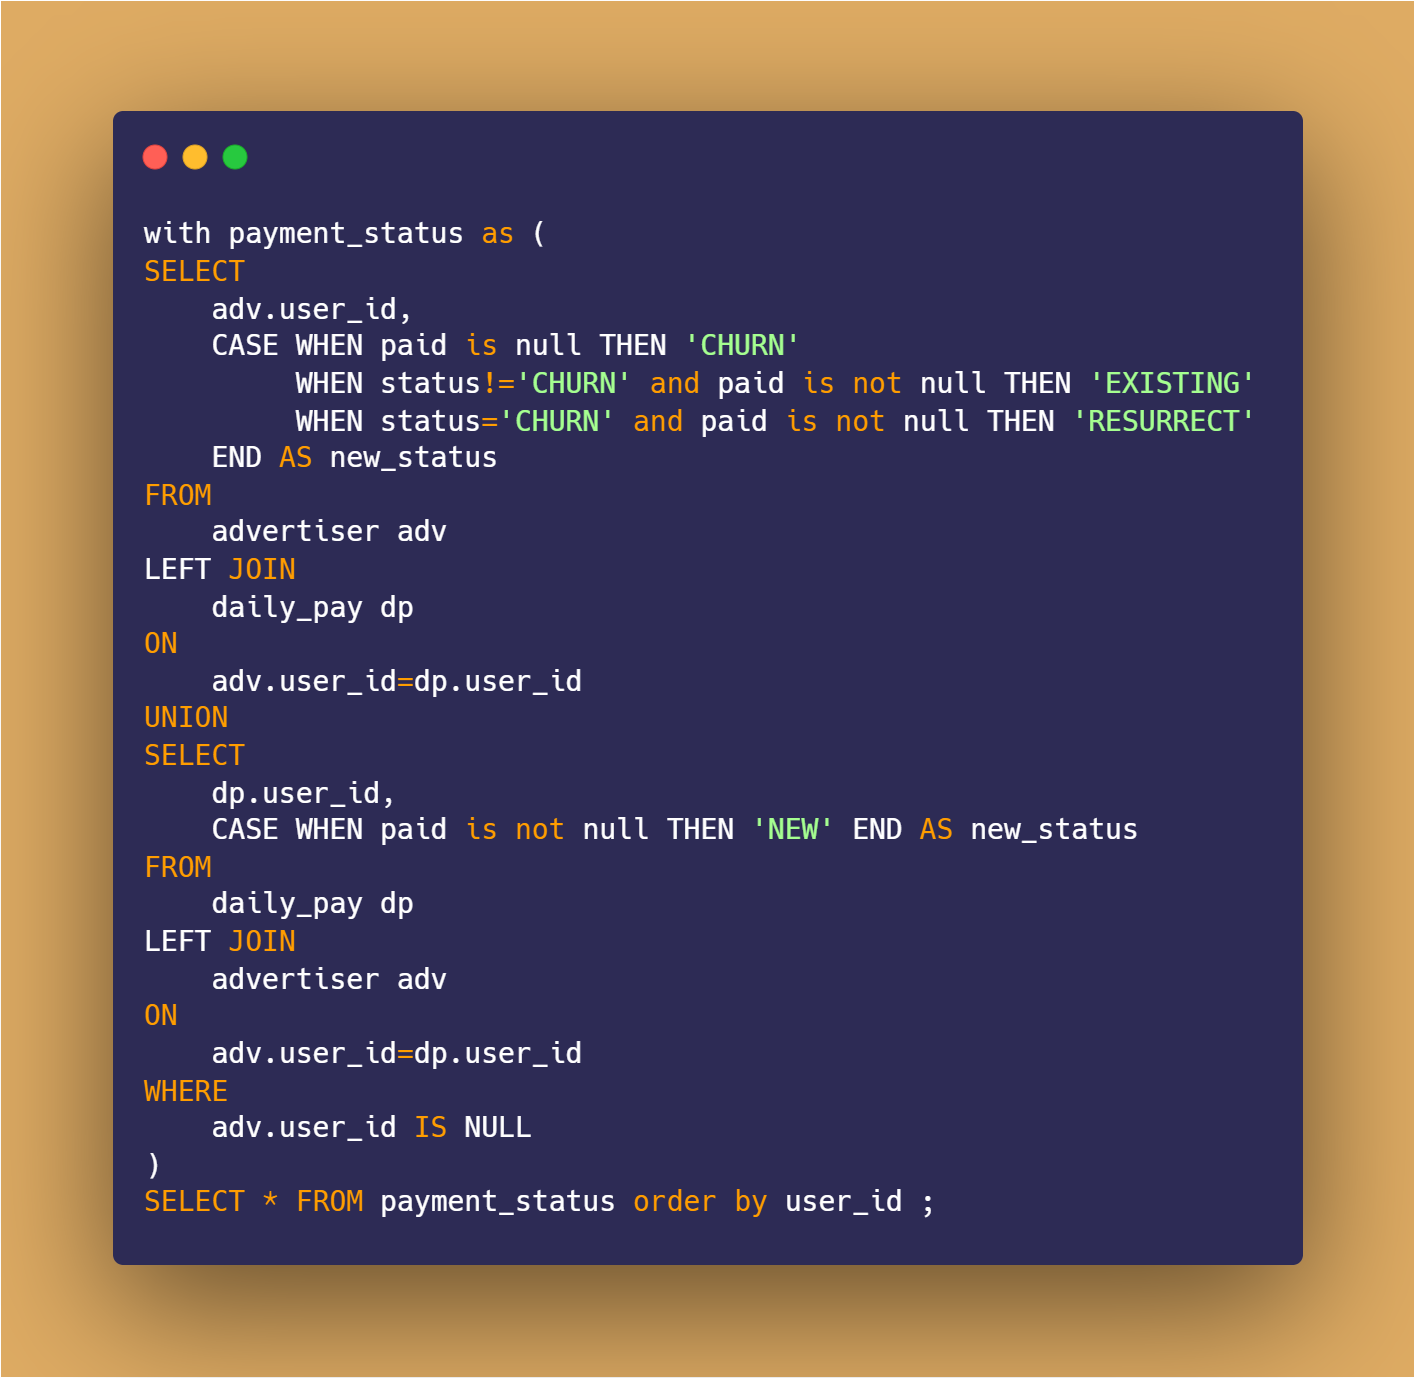 with payment_status as (
SELECT
    adv.user_id,
    CASE WHEN paid is null THEN 'CHURN'
         WHEN status!='CHURN' and paid is not null THEN 'EXISTING'
         WHEN status='CHURN' and paid is not null THEN 'RESURRECT'
    END AS new_status
FROM
    advertiser adv
LEFT JOIN
    daily_pay dp
ON
    adv.user_id=dp.user_id
UNION
SELECT
    dp.user_id,
    CASE WHEN paid is not null THEN 'NEW' END AS new_status
FROM
    daily_pay dp
LEFT JOIN
    advertiser adv
ON
    adv.user_id=dp.user_id
WHERE
    adv.user_id IS NULL
)
SELECT * FROM payment_status order by user_id ;